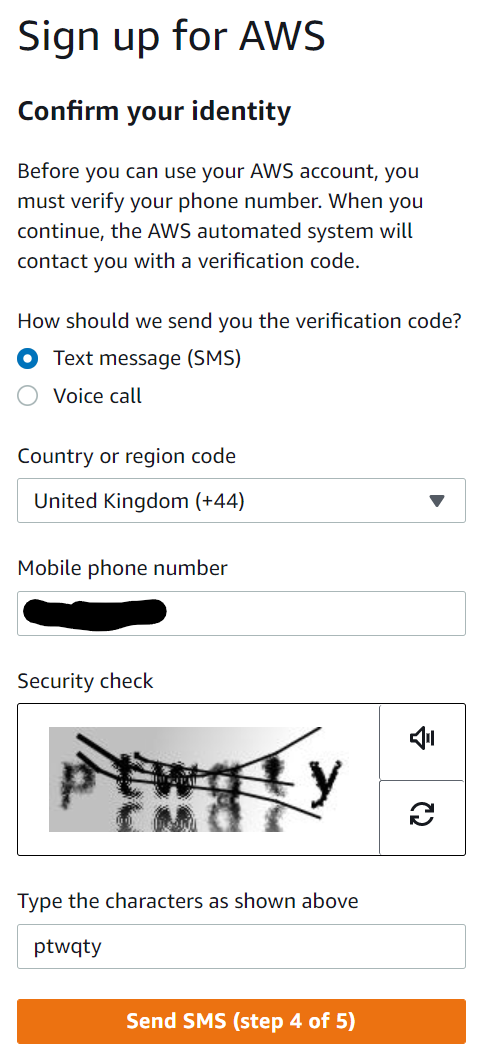 Sign up for AWS
Confirm your identity
Before you can use your AWS account, you
must verify your phone number. When you
continue, the AWS automated system will
contact you with a verification code.
How should we send you the verification code?
Text message (SMS)
Voice call
Country or region code
United Kingdom (+44)
Mobile phone number
Security check
ptwqty
Type the characters as shown above
ptwqty
Send SMS (step 4 of 5)